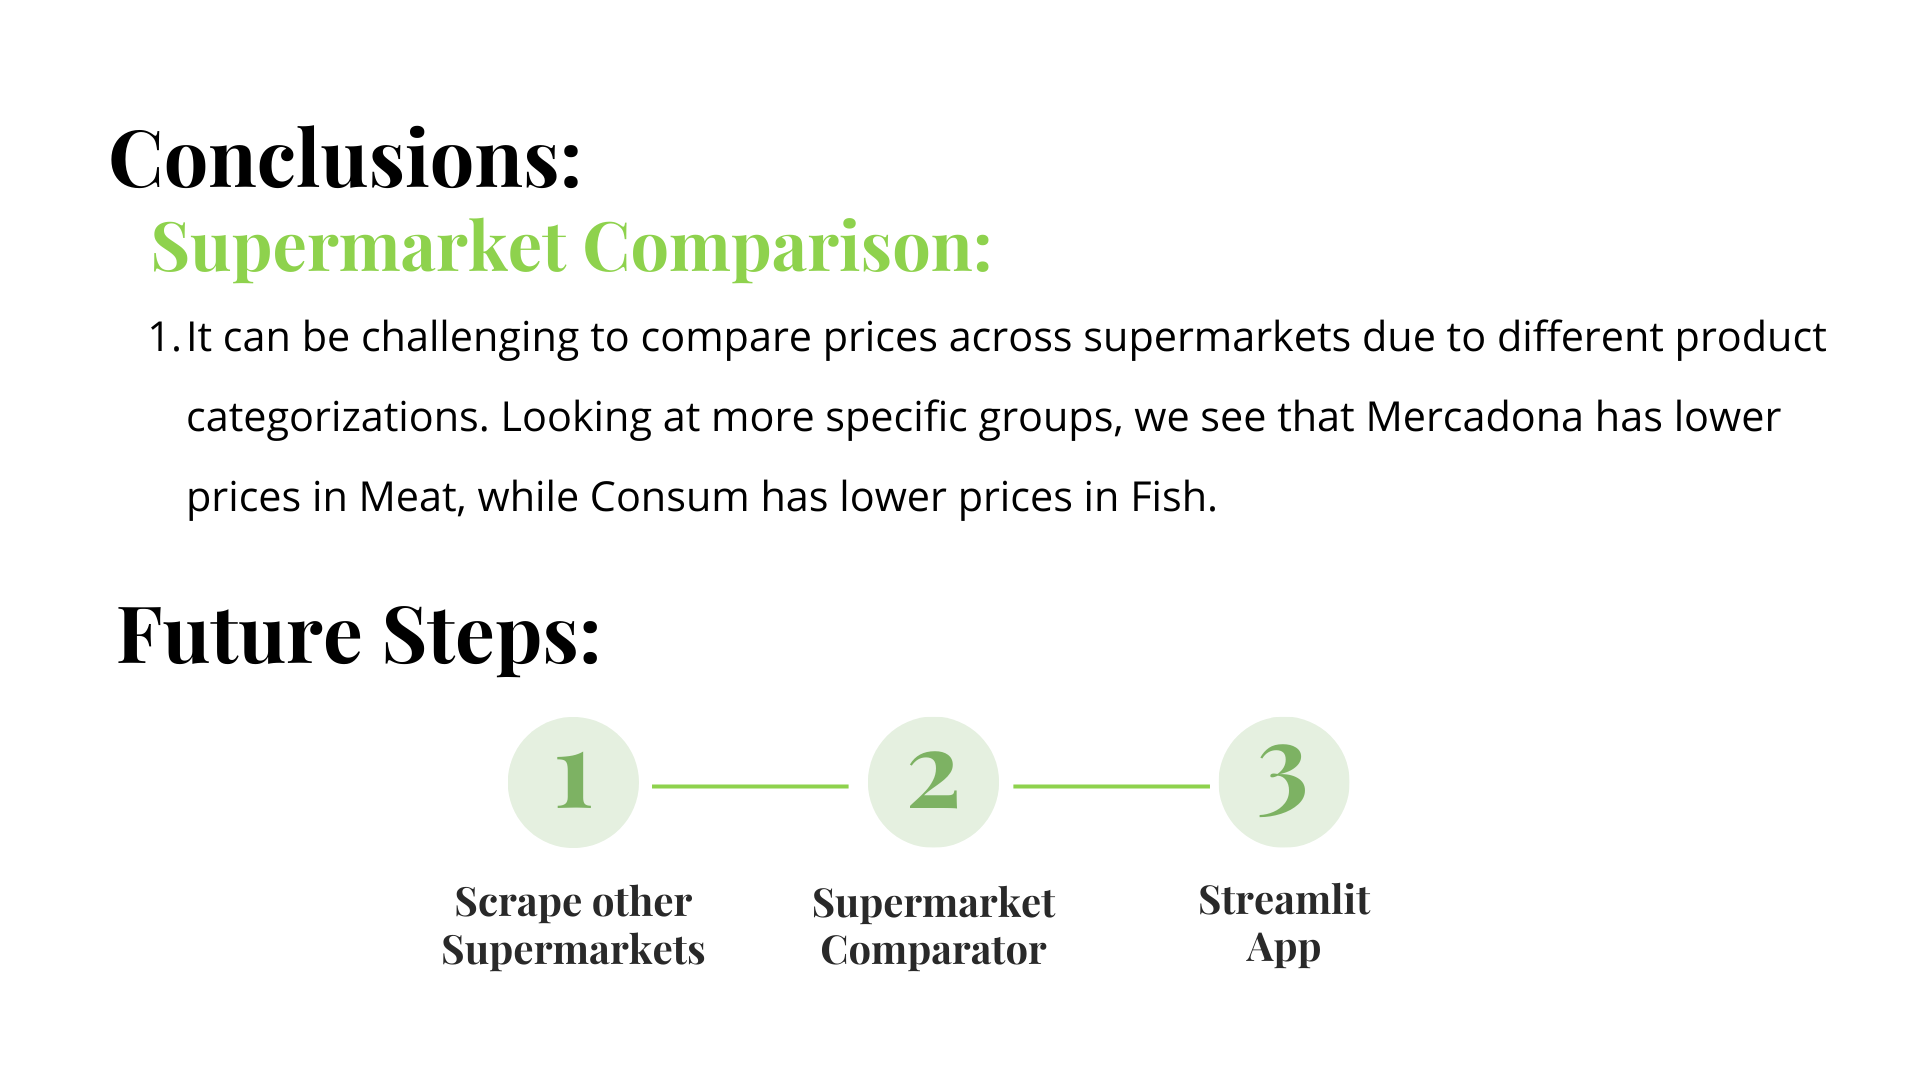 Conclusions:
Supermarket Comparison:
1. It can be challenging to compare prices across supermarkets due to different product
categorizations. Looking at more specific groups, we see that Mercadona has lower
prices in Meat, while Consum has lower prices in Fish.
Future Steps:
1
2
3
Scrape other
Supermarkets
Supermarket
Comparator
Streamlit
App